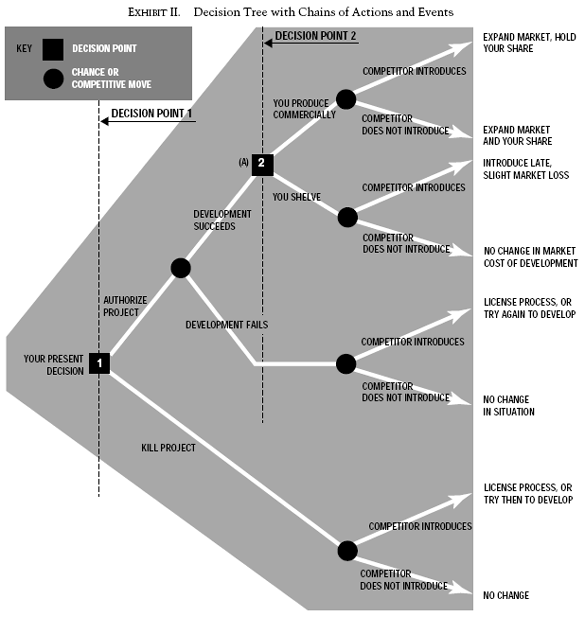 EXHIBIT II. Decision Tree with Chains of Actions and Events
KEY
DECISION POINT
CHANCE OR
COMPETITIVE MOVE
DECISION POINT 1
DECISION POINT 2
EXPAND MARKET, HOLD
YOUR SHARE
COMPETITOR INTRODUCES
YOU PRODUCE
COMMERCIALLY
COMPETITOR
DOES NOT INTRODUCE
EXPAND MARKET
AND YOUR SHARE
(A) 2
INTRODUCE LATE,
SLIGHT MARKET LOSS
COMPETITOR INTRODUCES
YOU SHELVE
COMPETITOR
DOES NOT INTRODUCE
NO CHANGE IN MARKET
COST OF DEVELOPMENT
DEVELOPMENT
SUCCEEDS
AUTHORIZE
PROJECT
DEVELOPMENT FAILS
LICENSE PROCESS, OR
TRY AGAIN TO DEVELOP
COMPETITOR INTRODUCES
YOUR PRESENT
DECISION
1
COMPETITOR
DOES NOT INTRODUCE
NO CHANGE
IN SITUATION
KILL PROJECT
LICENSE PROCESS, OR
TRY THEN TO DEVELOP
COMPETITOR INTRODUCES
COMPETITOR
DOES NOT INTRODUCE
NO CHANGE